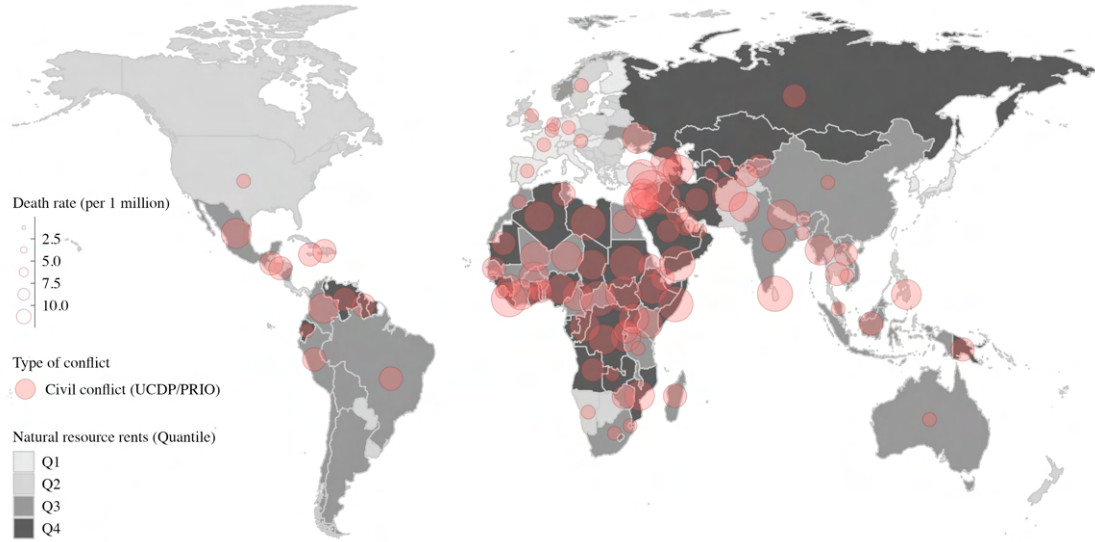 Death rate (per 1 million)
2.5
5.0
7.5
10.0
Type of conflict
Civil conflict (UCDP/PRIO)
Natural resource rents (Quantile)
Q1
Q2
Q3
Q4